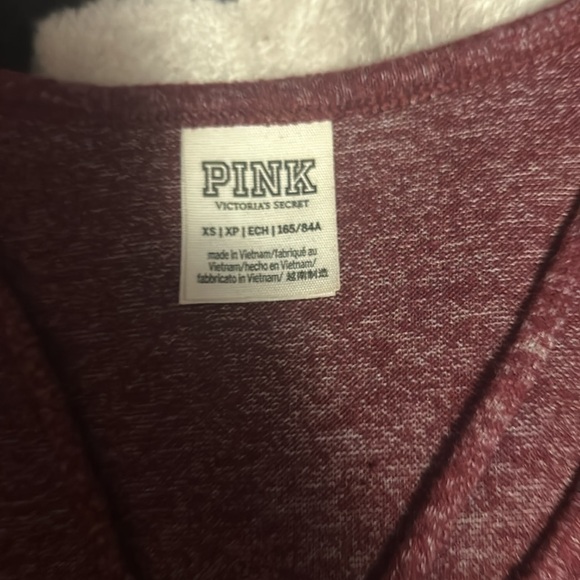 PINK
VICTORIA'S SECRET
XS | XP | ECH | 165/84A
made in Vietnam/fabriqué au
Vietnam/hecho en Vietnam/
fabbricato in Vietnam/ 越南制造